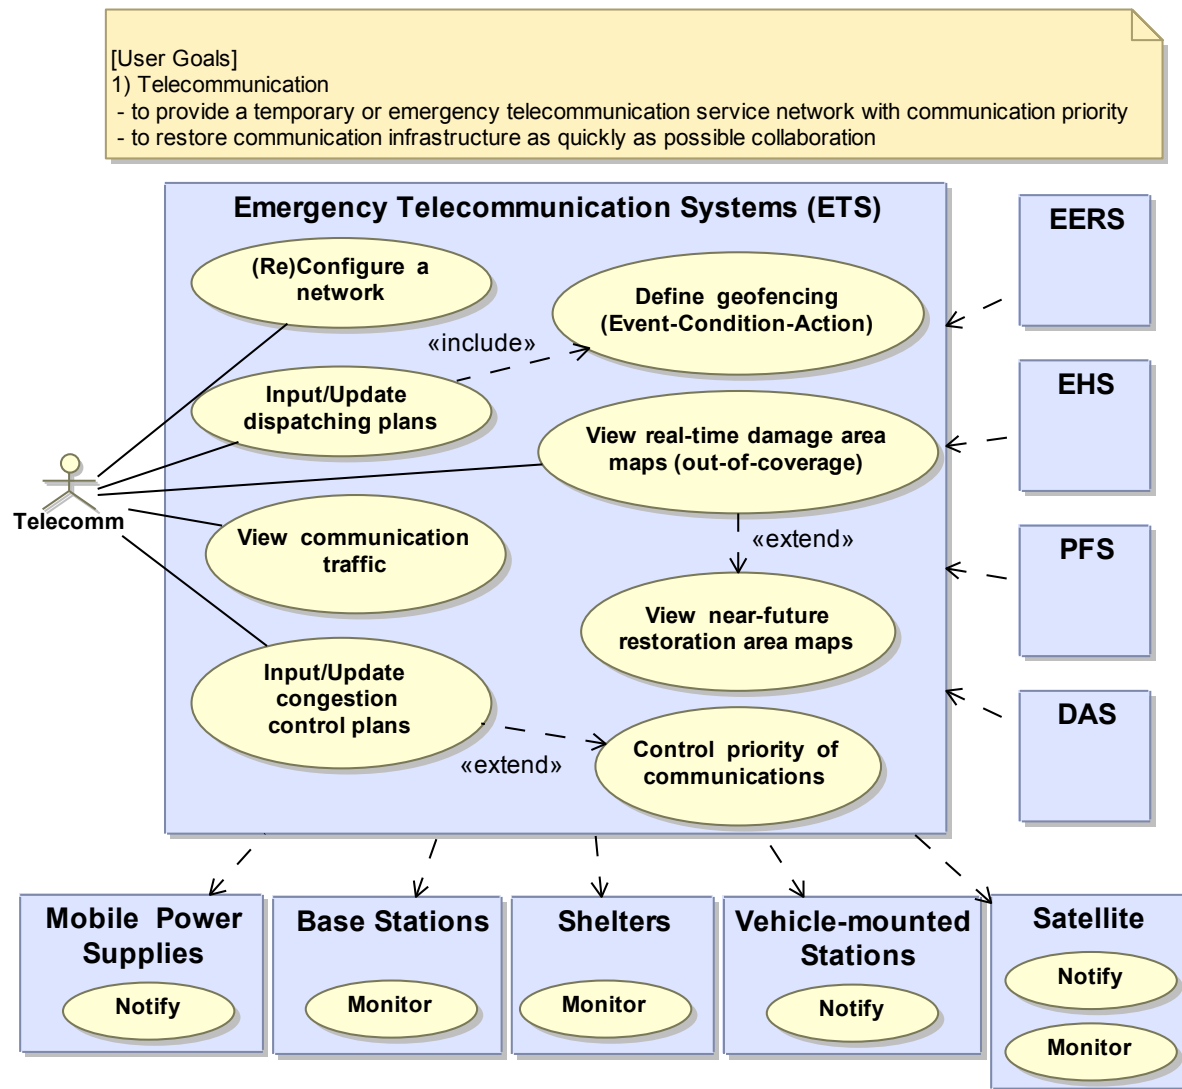 [User Goals]
1) Telecommunication
- to provide a temporary or emergency telecommunication service network with communication priority
- to restore communication infrastructure as quickly as possible collaboration
Emergency Telecommunication Systems (ETS)
(Re)Configure a
network
Define geofencing
(Event-Condition-Action)
«include»
Input/Update
dispatching plans
View real-time damage area
maps (out-of-coverage)
Telecomm
View communication
traffic
«extend»
View near-future
restoration area maps
Input/Update
congestion
control plans
«extend»
Control priority of
communications
EERS
EHS
PFS
DAS
Mobile Power
Supplies
Notify
Base Stations
Monitor
Shelters
Monitor
Vehicle-mounted
Stations
Notify
Satellite
Notify
Monitor